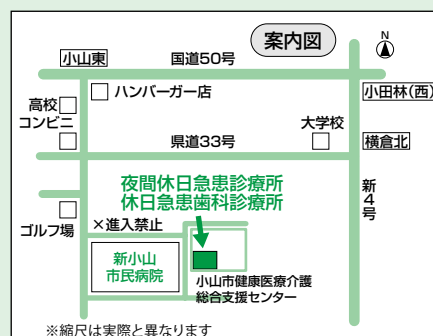 案内図
N
小山東
国道50号
ハンバーガー店
小田林(西)
高校
コンビニ
大学校
県道33号
横倉北
夜間休日急患診療所
休日急患歯科診療所
新4号
ゴルフ場
×進入禁止
新小山
市民病院
小山市健康医療介護
総合支援センター
※縮尺は実際と異なります